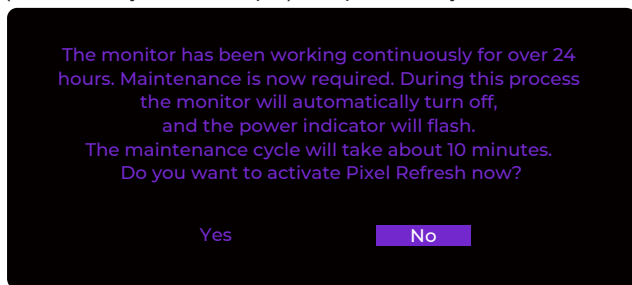 The monitor has been working continuously for over 24
hours. Maintenance is now required. During this process
the monitor will automatically turn off,
and the power indicator will flash.
The maintenance cycle will take about 10 minutes.
Do you want to activate Pixel Refresh now?
Yes No